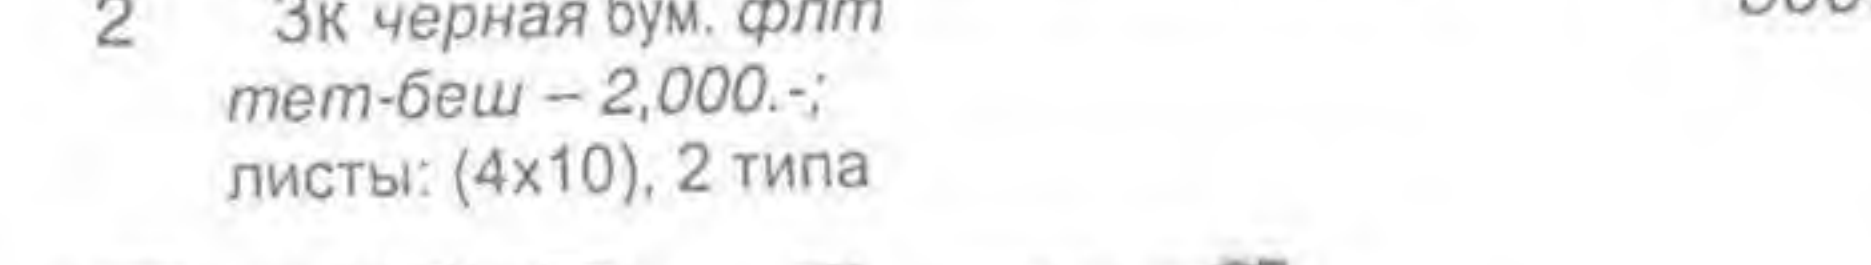 2 3к черная бум. флт
тет-беш – 2,000.-;
листы: (4x10), 2 типа